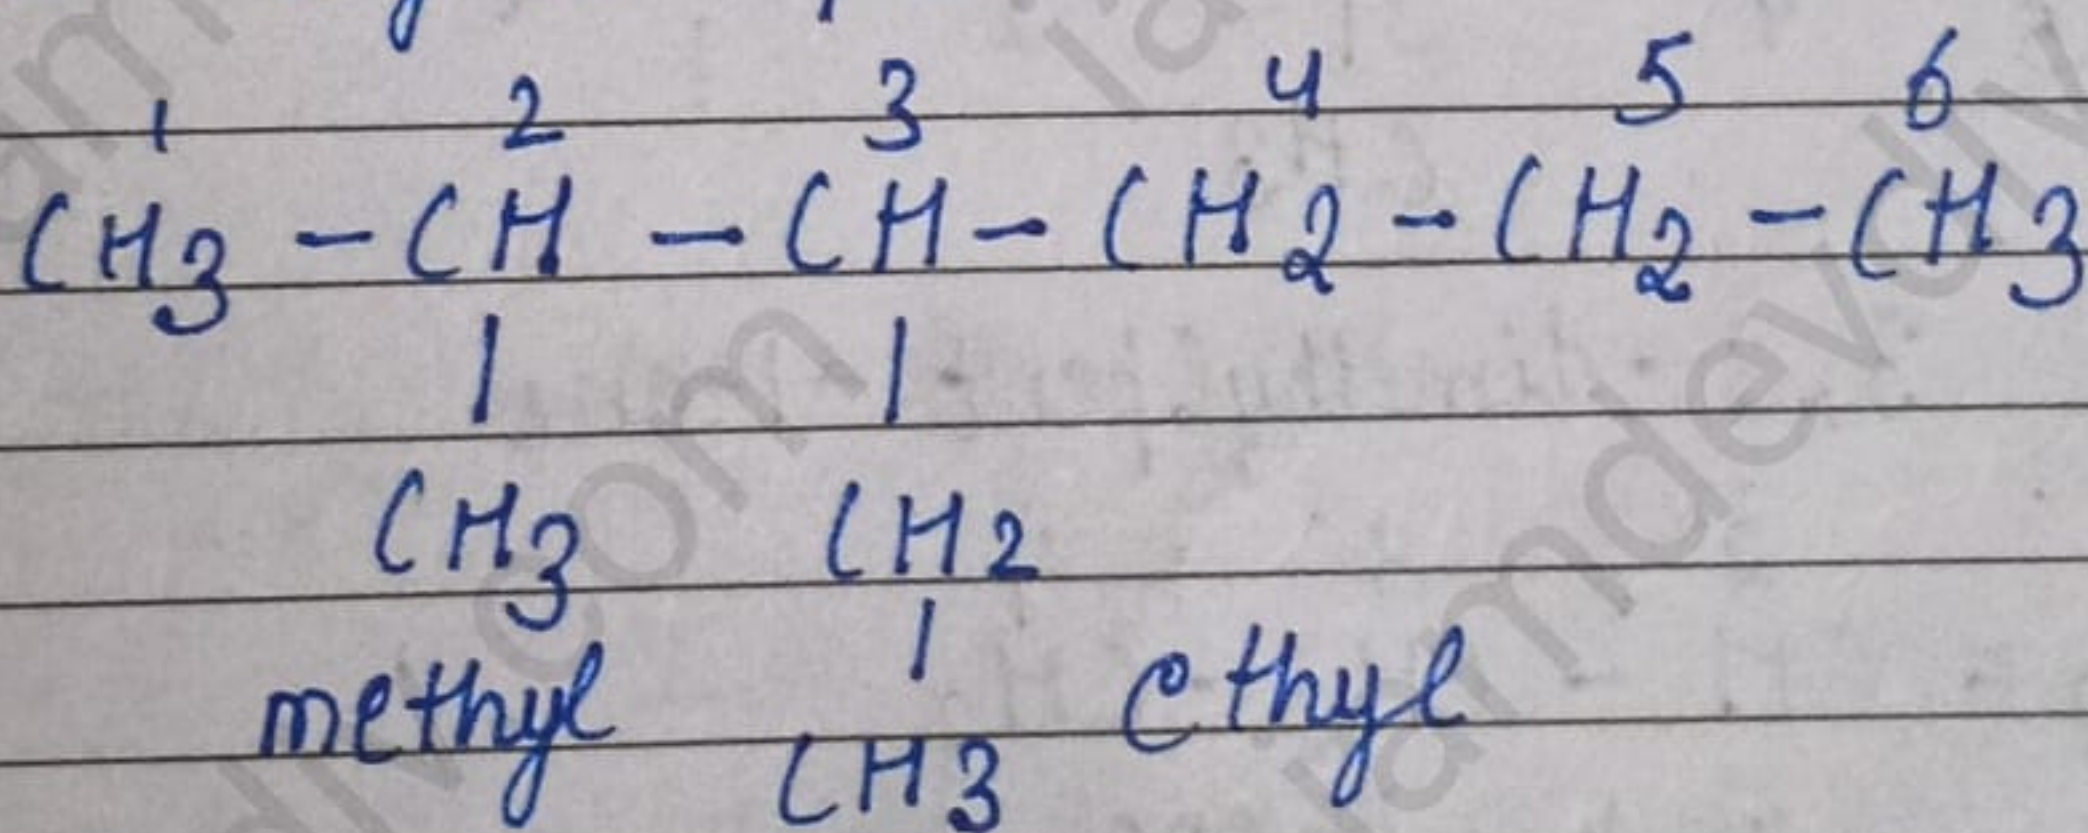 1 2 3 4 5 6
CH3 - CH - CH - CH2 - CH2 - CH3
| |
CH3 CH2
|
methyl ethyl
CH3